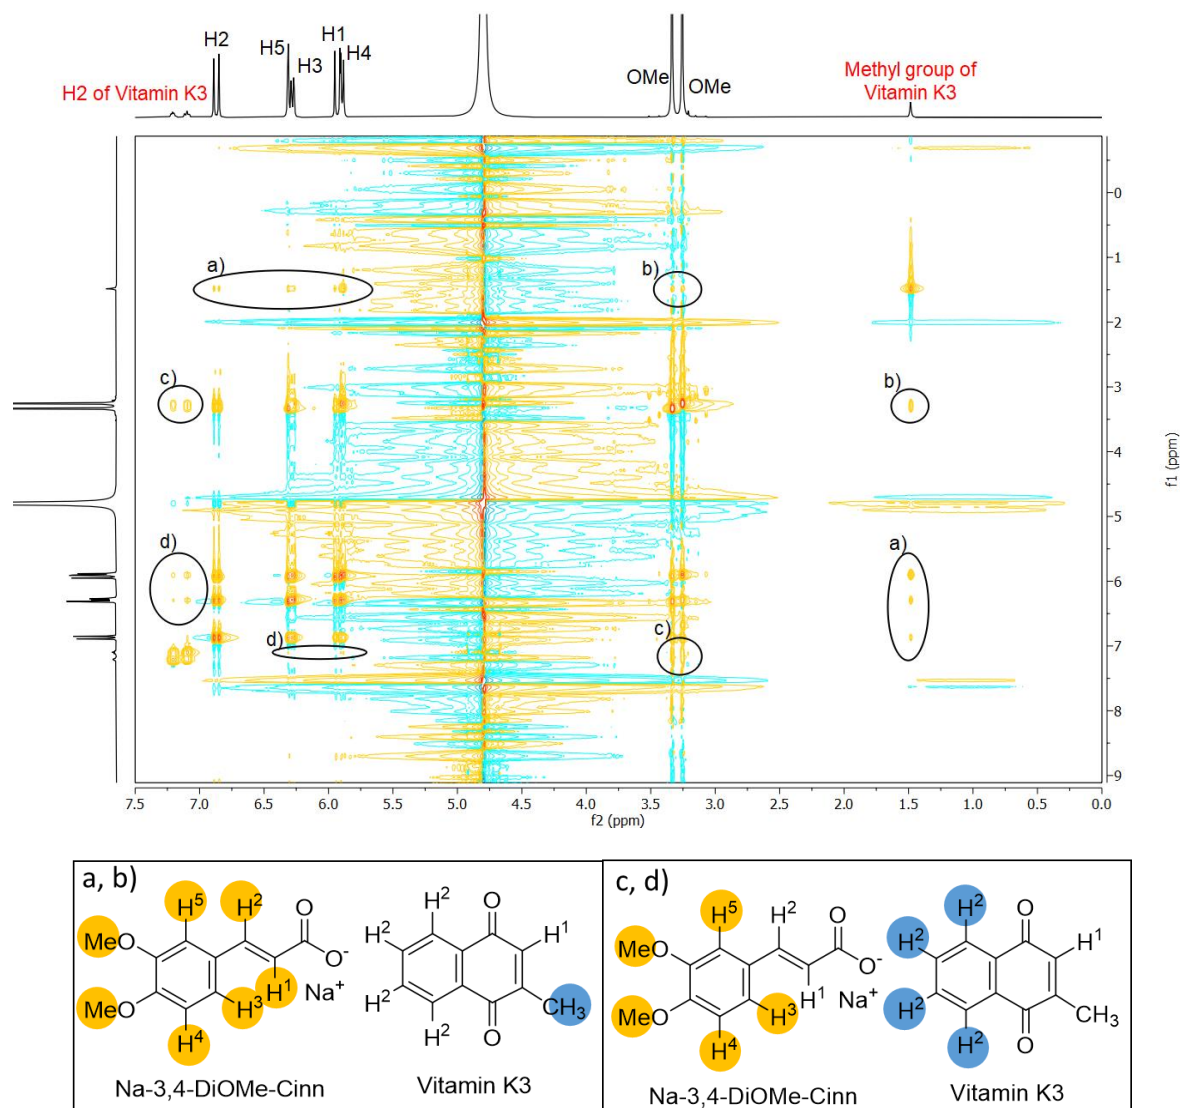 H2
H5
H3
H1
H4
OMe
OMe
H2 of Vitamin K3
Methyl group of
Vitamin K3
a)
b)
c)
b)
d)
d)
c)
a)
0
1
2
3
4
5
6
7
8
9
f1 (ppm)
7.5 7.0 6.5 6.0 5.5 5.0 4.5 4.0 3.5 3.0 2.5 2.0 1.5 1.0 0.5 0.0
f2 (ppm)
a, b)
H5 H2 O
MeO O-
H1 Na+
MeO H3
H4
Na-3,4-DiOMe-Cinn
H2 O
H2 H1
H2 CH3
H2 O
Vitamin K3
c, d)
H5 H2 O
MeO O-
H1 Na+
MeO H3
H4
Na-3,4-DiOMe-Cinn
H2 O
H2 H1
H2 CH3
H2 O
Vitamin K3